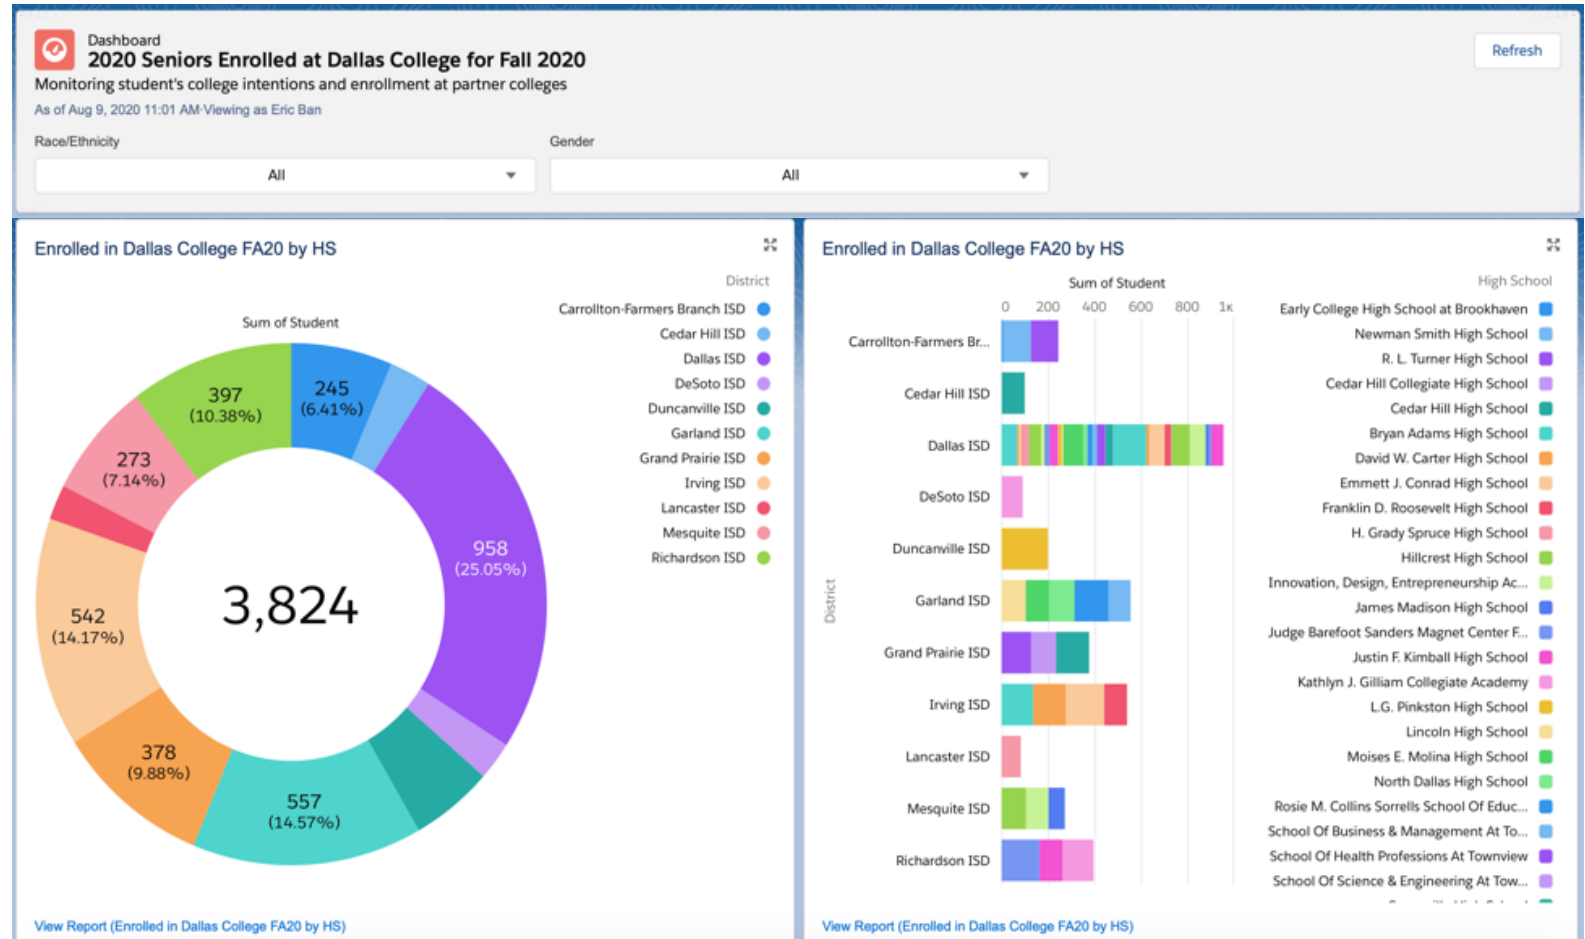 Dashboard
2020 Seniors Enrolled at Dallas College for Fall 2020
Refresh
Monitoring student's college intentions and enrollment at partner colleges
As of Aug 9, 2020 11:01 AM·Viewing as Eric Ban
Race/Ethnicity
Gender
All
All
Enrolled in Dallas College FA20 by HS
District
Carrollton-Farmers Branch ISD
Cedar Hill ISD
Dallas ISD
DeSoto ISD
Duncanville ISD
Garland ISD
Grand Prairie ISD
Irving ISD
Lancaster ISD
Mesquite ISD
Richardson ISD
Sum of Student
245
(6.41%)
397
(10.38%)
273
(7.14%)
958
(25.05%)
3,824
542
(14.17%)
378
(9.88%)
557
(14.57%)
View Report (Enrolled in Dallas College FA20 by HS)
Enrolled in Dallas College FA20 by HS
Sum of Student
0 200 400 600 800 1K
District
Carrollton-Farmers Br...
Cedar Hill ISD
Dallas ISD
DeSoto ISD
Duncanville ISD
Garland ISD
Grand Prairie ISD
Irving ISD
Lancaster ISD
Mesquite ISD
Richardson ISD
High School
Early College High School at Brookhaven
Newman Smith High School
R. L. Turner High School
Cedar Hill Collegiate High School
Cedar Hill High School
Bryan Adams High School
David W. Carter High School
Emmett J. Conrad High School
Franklin D. Roosevelt High School
H. Grady Spruce High School
Hillcrest High School
Innovation, Design, Entrepreneurship Ac...
James Madison High School
Judge Barefoot Sanders Magnet Center F...
Justin F. Kimball High School
Kathlyn J. Gilliam Collegiate Academy
L.G. Pinkston High School
Lincoln High School
Moises E. Molina High School
North Dallas High School
Rosie M. Collins Sorrells School Of Educ...
School Of Business & Management At To...
School Of Health Professions At Townview
School Of Science & Engineering At Tow...
View Report (Enrolled in Dallas College FA20 by HS)